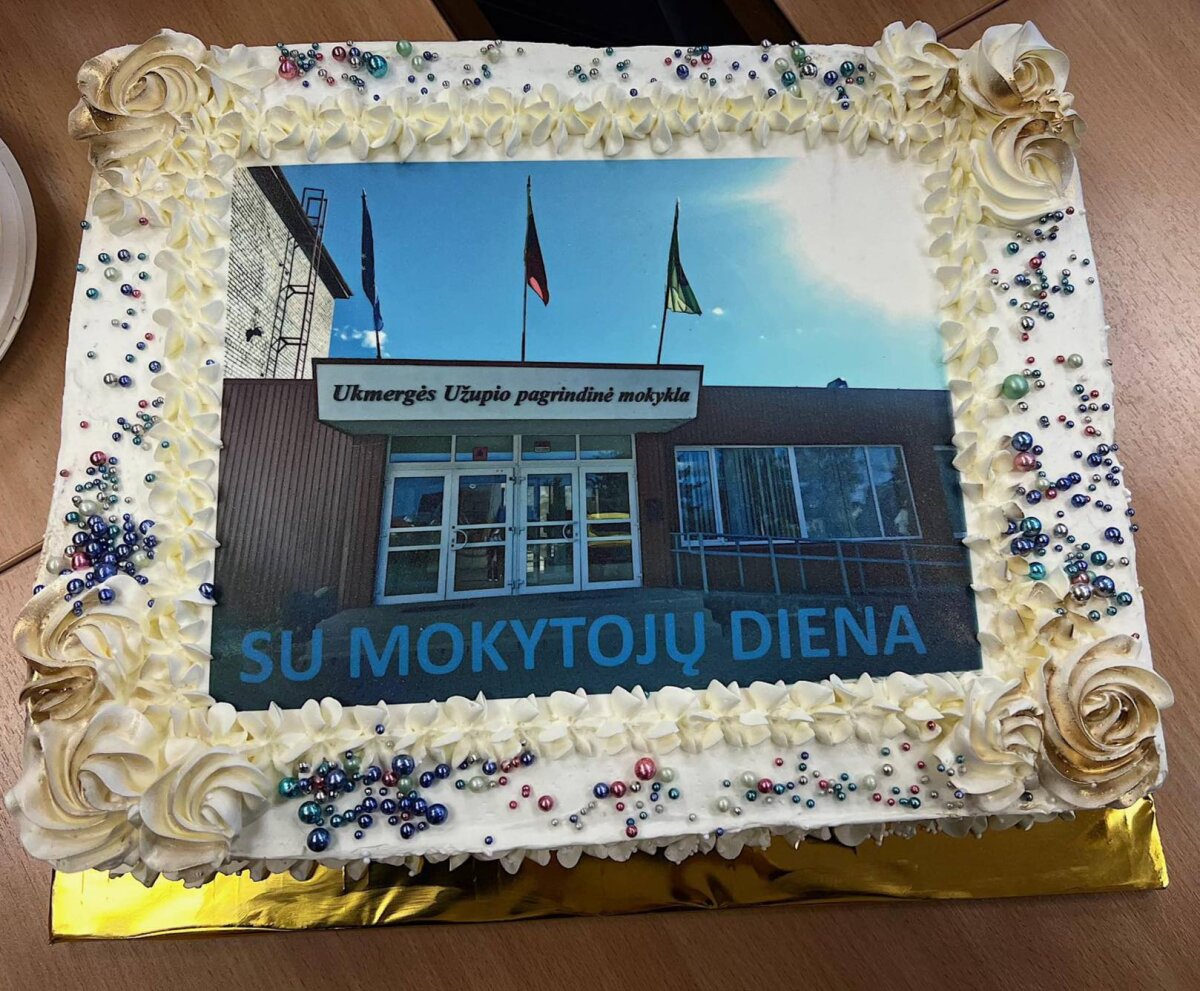 Ukmergės Užupio pagrindinė mokykla
SU MOKYTOJŲ DIENA